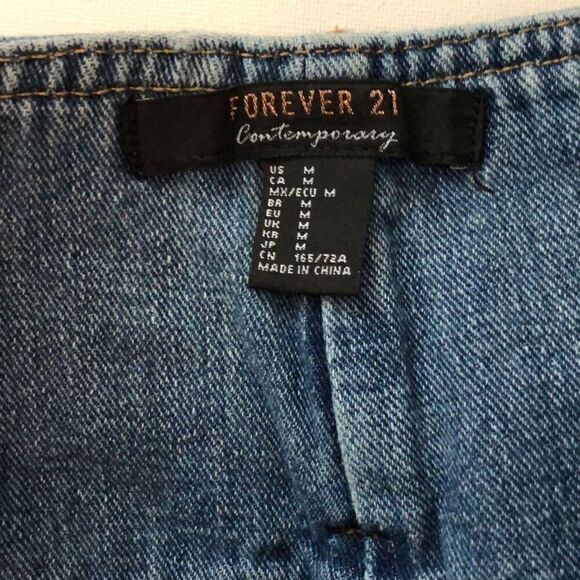 FOREVER 21
Contemporary
US M
CA M
MX/ECU M
BR M
EU M
UK M
KR M
JP M
CN 165/72A
MADE IN CHINA